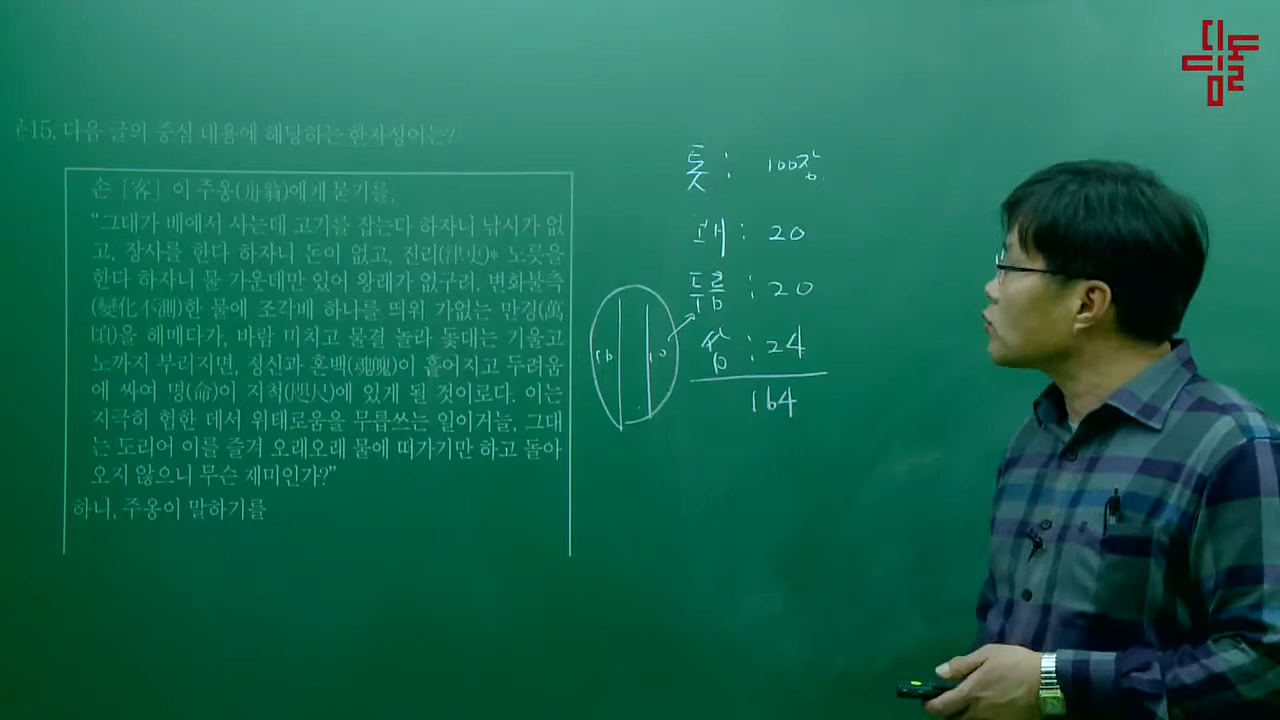 15. 다음 글의 중심 내용에 해당하는 한자성어는?
손「客」이 주옹(舟翁)에게 묻기를,
“그대가 배에서 사는데 고기를 잡는다 하자니 낚시가 없
고, 장사를 한다 하자니 돈이 없고, 진리(津吏)* 노릇을
한다 하자니 물 가운데만 있어 왕래가 없구려. 변화불측
(變化不測)한 물에 조각배 하나를 띄워 가없는 만경(萬
頃)을 헤매다가, 바람 미치고 물결 놀라 돛대는 기울고
노까지 부러지면, 정신과 혼백(魂魄)이 흩어지고 두려움
에 싸여 명(命)이 지척(咫尺)에 있게 될 것이로다. 이는
지극히 험한 데서 위태로움을 무릅쓰는 일이거늘, 그대
는 도리어 이를 즐겨 오래오래 물에 떠가기만 하고 돌아
오지 않으니 무슨 재미인가?”
하니, 주옹이 말하기를
톳 : 100장
쾌 : 20
두름 : 20
쌈 : 24
164
10